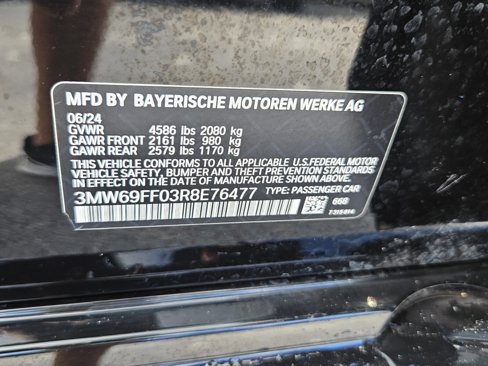 MFD BY BAYERISCHE MOTOREN WERKE AG
06/24
GVWR 4586 lbs 2080 kg
GAWR FRONT 2161 lbs 980 kg
GAWR REAR 2579 lbs 1170 kg
THIS VEHICLE CONFORMS TO ALL APPLICABLE U.S.FEDERAL MOTOR
VEHICLE SAFETY, BUMPER AND THEFT PREVENTION STANDARDS
IN EFFECT ON THE DATE OF MANUFACTURE SHOWN ABOVE.
3MW69FF03R8E76477 TYPE: PASSENGER CAR
668